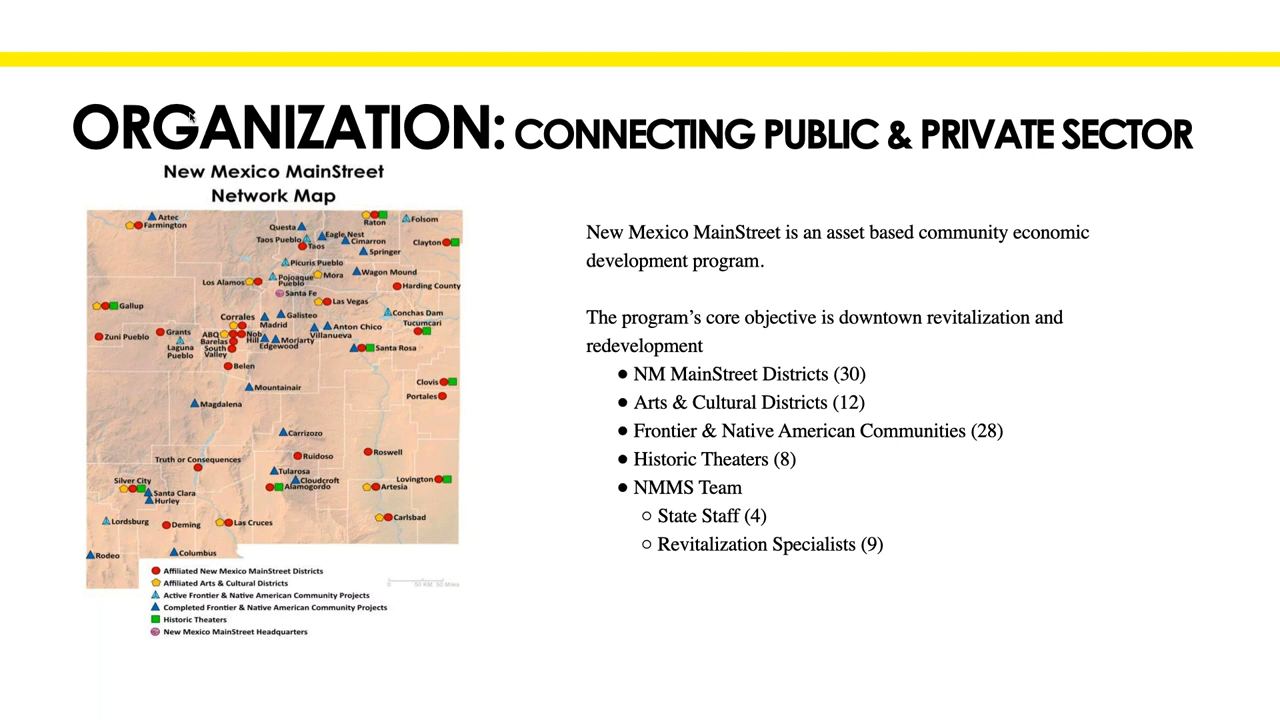 ORGANIZATION: CONNECTING PUBLIC & PRIVATE SECTOR
New Mexico MainStreet
Network Map
Aztec
Farmington
Raton
Folsom
Questa
Eagle Nest
Taos Pueblo
Taos
Cimarron
Clayton
Springer
Picuris Pueblo
Pojoaque
Pueblo
Mora
Wagon Mound
Los Alamos
Harding County
Santa Fe
Las Vegas
Gallup
Corrales
Galisteo
Conchas Dam
Madrid
Anton Chico
Tucumcari
Zuni Pueblo
Grants
ABQ
Nob
Hill
Villanueva
Barelas
Moriarty
Laguna
Pueblo
South
Valley
Edgewood
Santa Rosa
Belen
Mountainair
Clovis
Portales
Magdalena
Carrizozo
Truth or Consequences
Ruidoso
Roswell
Tularosa
Cloudcroft
Alamogordo
Lovington
Artesia
Silver City
Santa Clara
Hurley
Lordsburg
Deming
Las Cruces
Carlsbad
Rodeo
Columbus
Affiliated New Mexico MainStreet Districts
Affiliated Arts & Cultural Districts
Active Frontier & Native American Community Projects
Completed Frontier & Native American Community Projects
Historic Theaters
New Mexico MainStreet Headquarters
0 50 KM 50 Miles
New Mexico MainStreet is an asset based community economic
development program.
The program’s core objective is downtown revitalization and
redevelopment
● NM MainStreet Districts (30)
● Arts & Cultural Districts (12)
● Frontier & Native American Communities (28)
● Historic Theaters (8)
● NMMS Team
○ State Staff (4)
○ Revitalization Specialists (9)